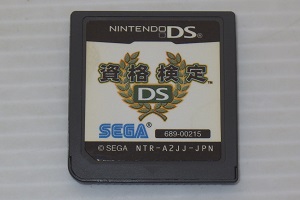 NINTENDO DS
資格検定
DS
SEGA 689-00215
© SEGA NTR-A2JJ-JPN